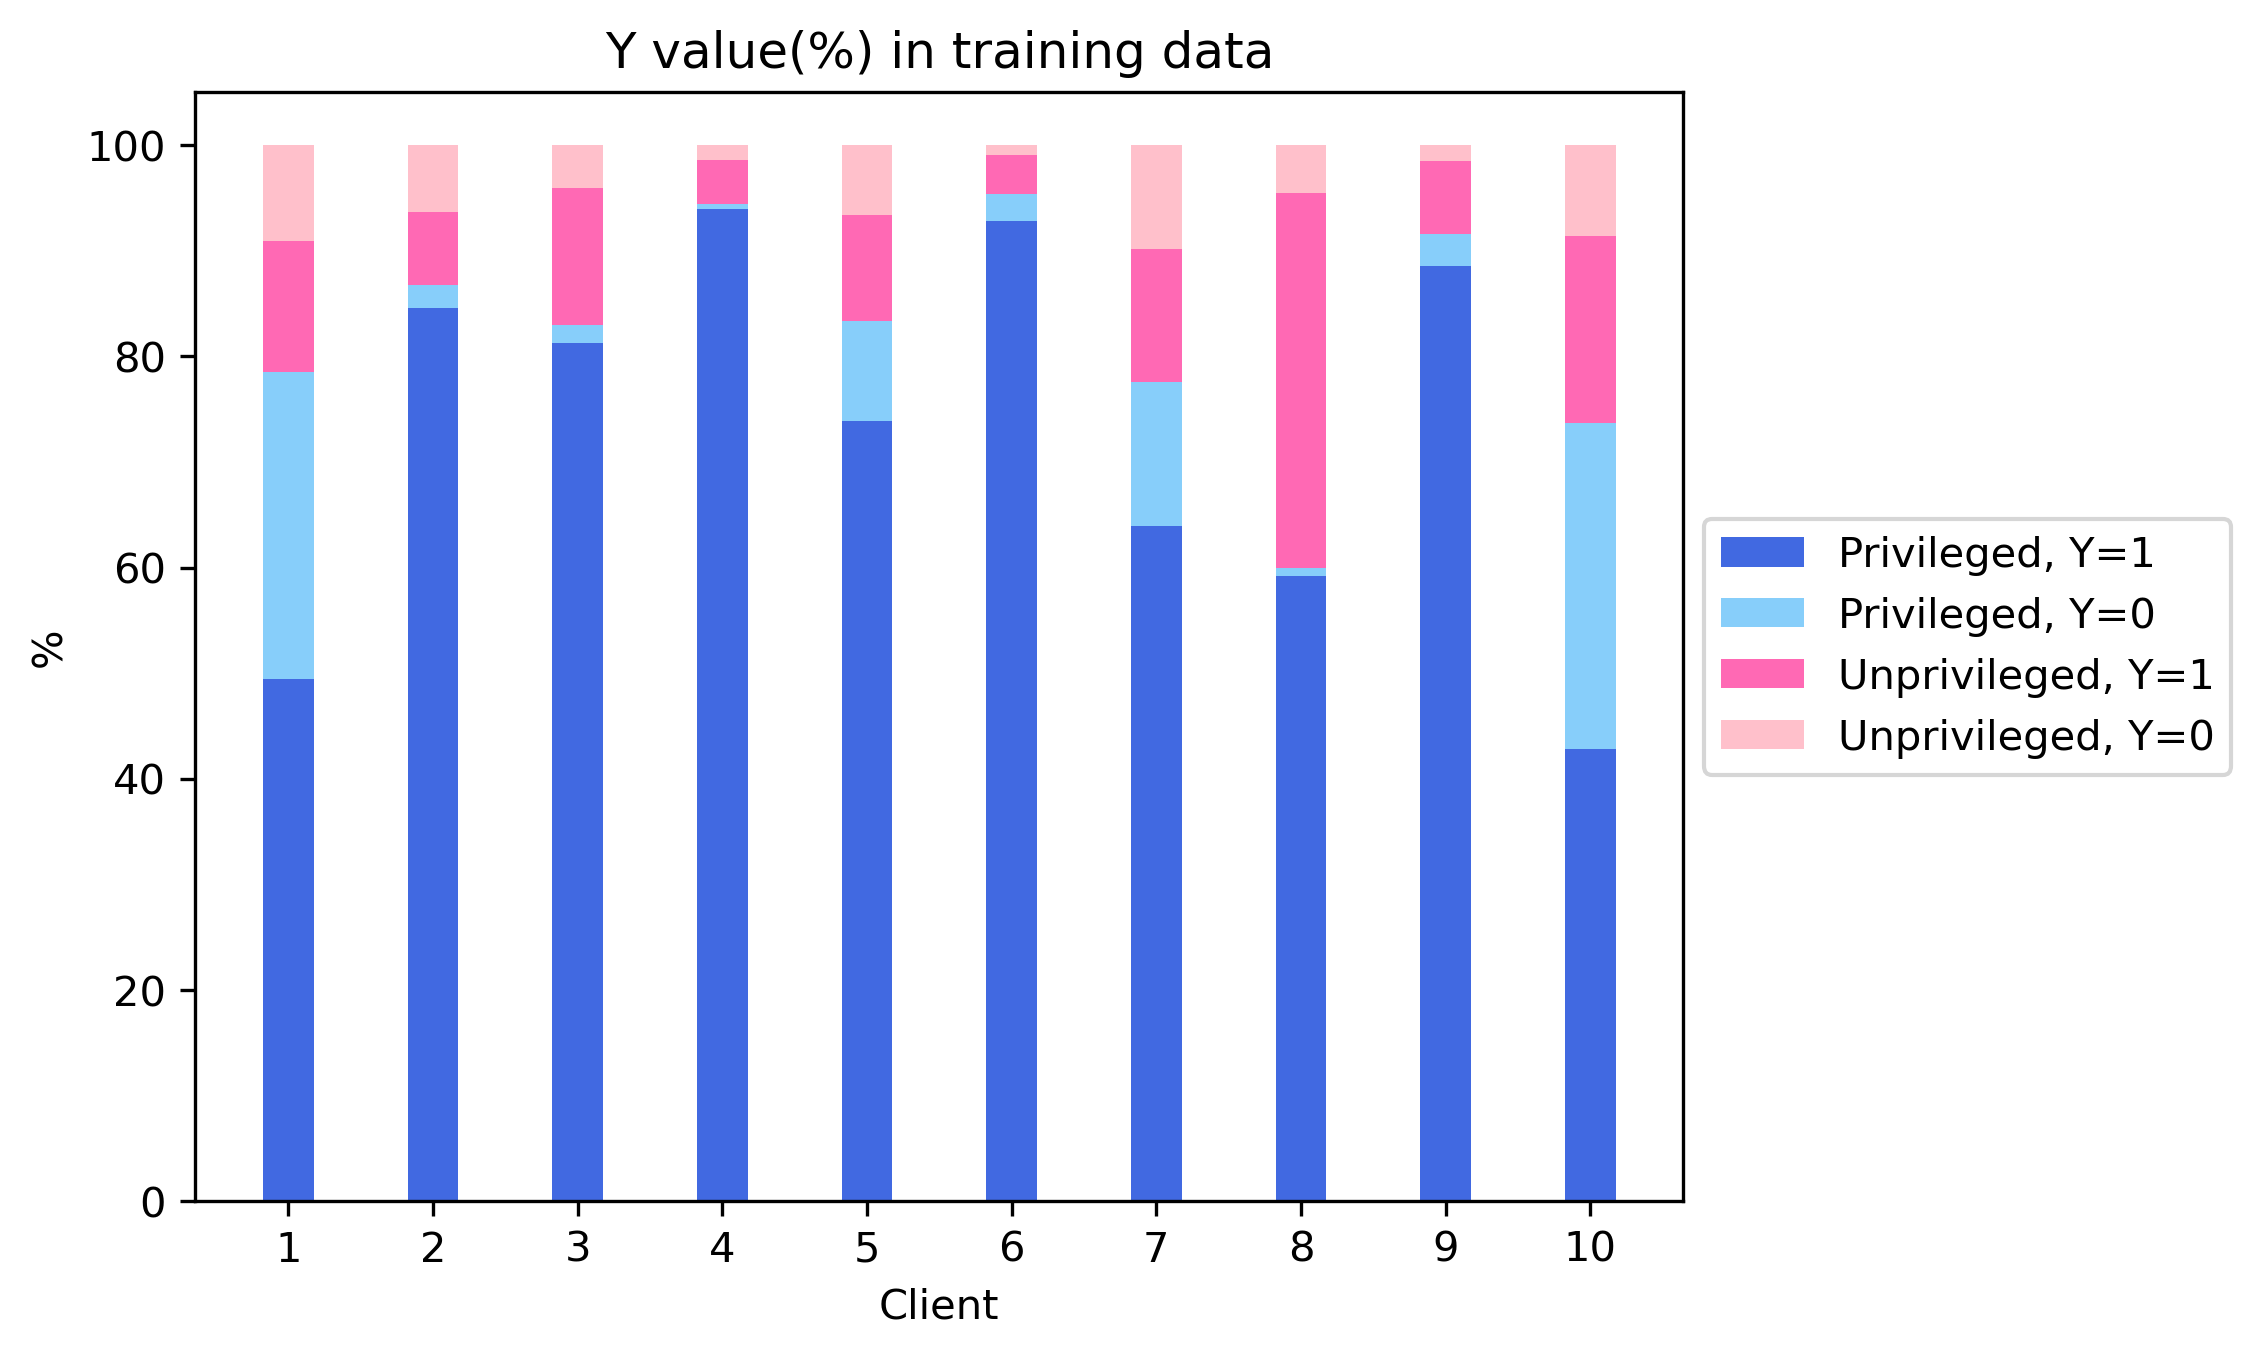 Y value(%) in training data
100
80
60
40
20
0
%
1 2 3 4 5 6 7 8 9 10
Client
Privileged, Y=1
Privileged, Y=0
Unprivileged, Y=1
Unprivileged, Y=0